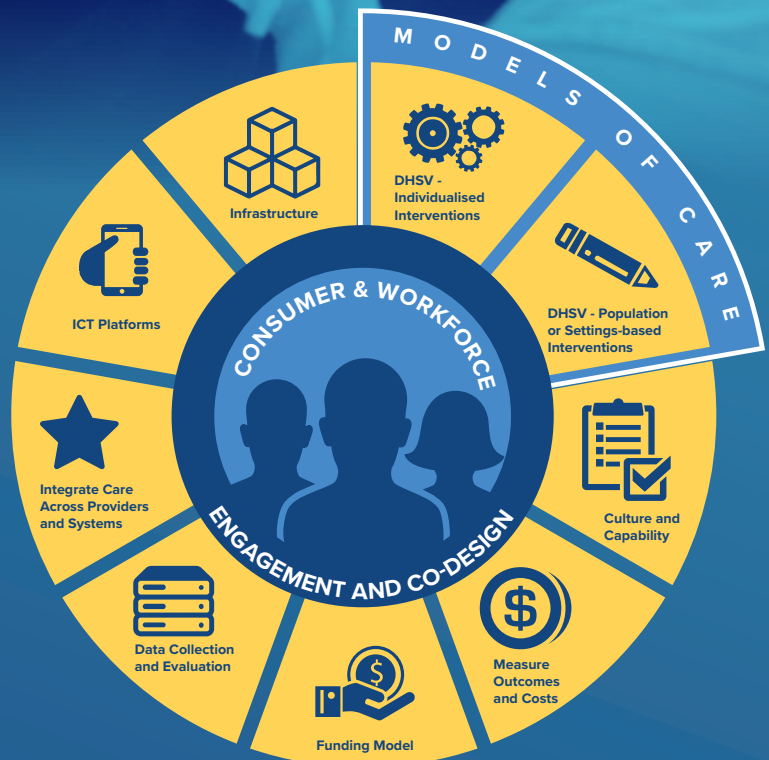 MODELS OF CARE
DHSV -
Individualised
Interventions
DHSV - Population
or Settings-based
Interventions
Culture and
Capability
Measure
Outcomes
and Costs
Funding Model
Data Collection
and Evaluation
Integrate Care
Across Providers
and Systems
ICT Platforms
Infrastructure
CONSUMER & WORKFORCE
ENGAGEMENT AND CO-DESIGN
$
$